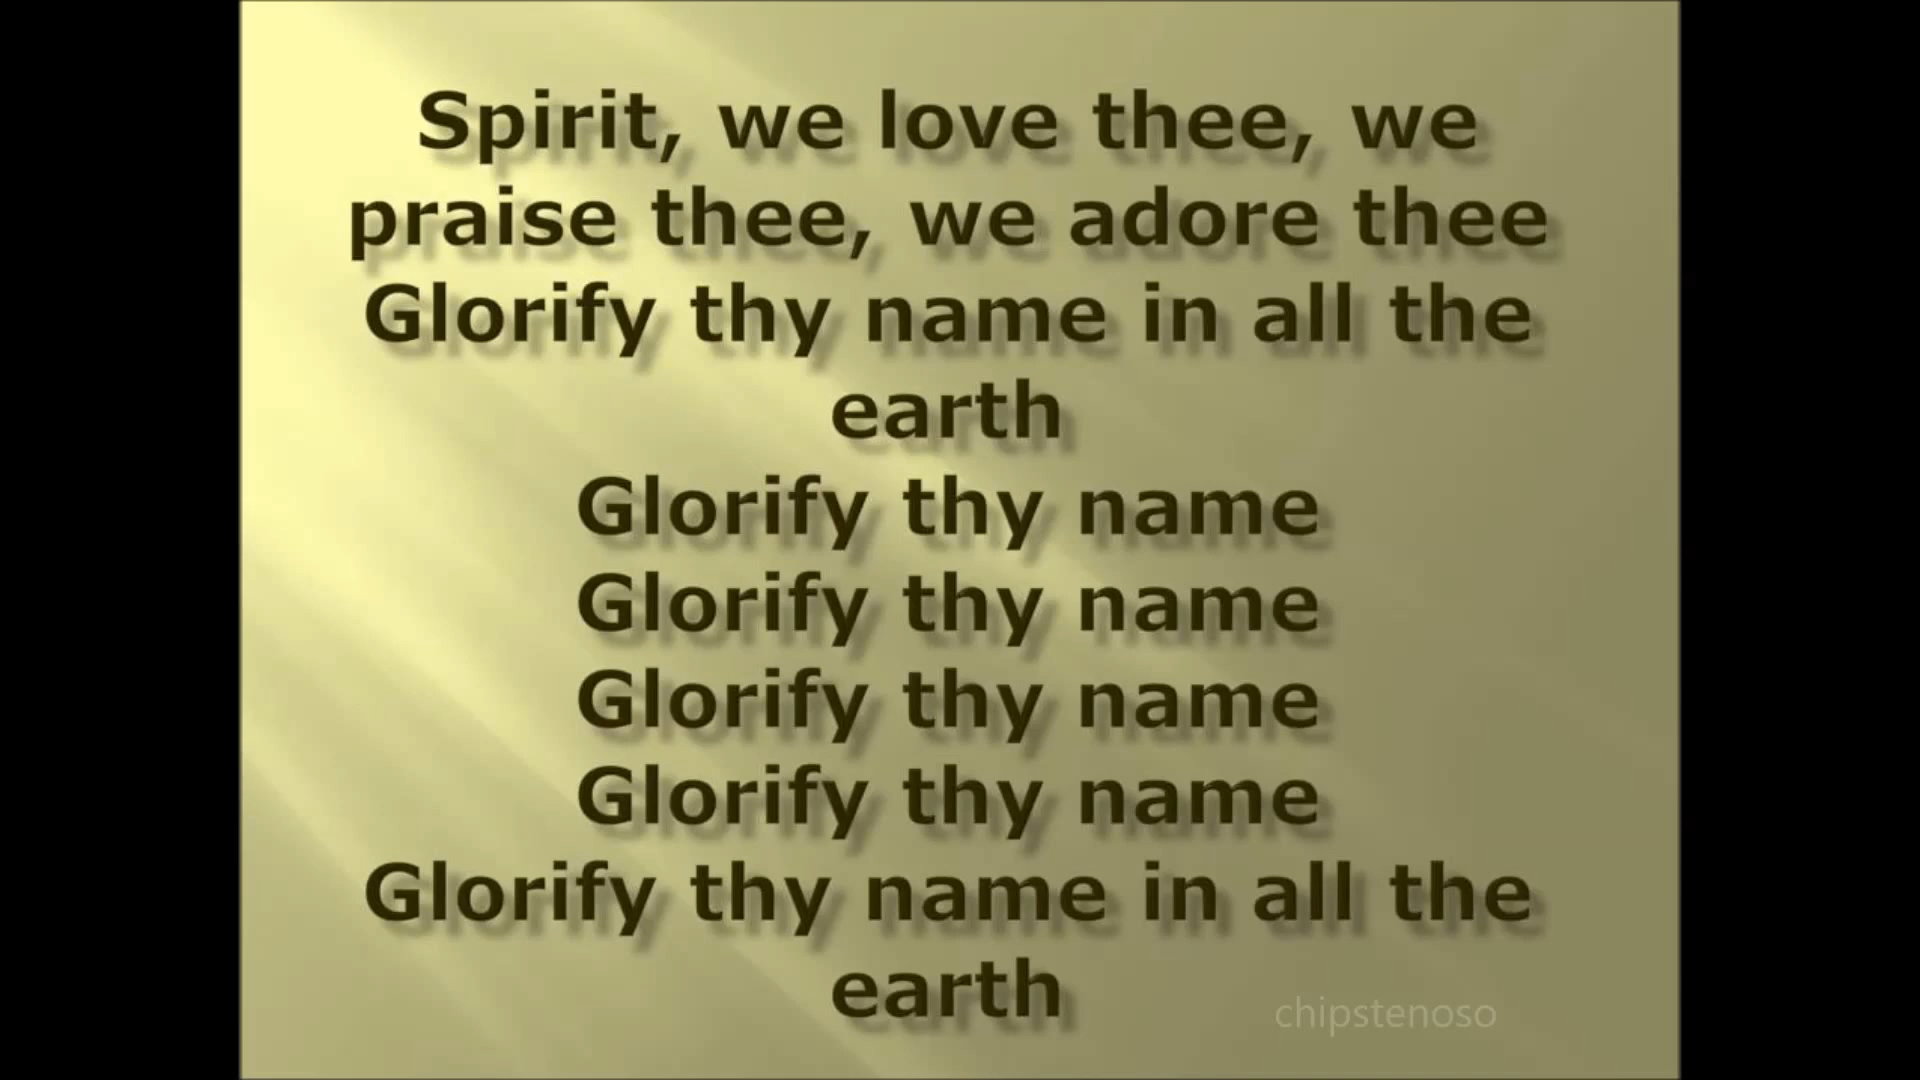 Spirit, we love thee, we
praise thee, we adore thee
Glorify thy name in all the
earth
Glorify thy name
Glorify thy name
Glorify thy name
Glorify thy name
Glorify thy name in all the
earth
chipstenoso